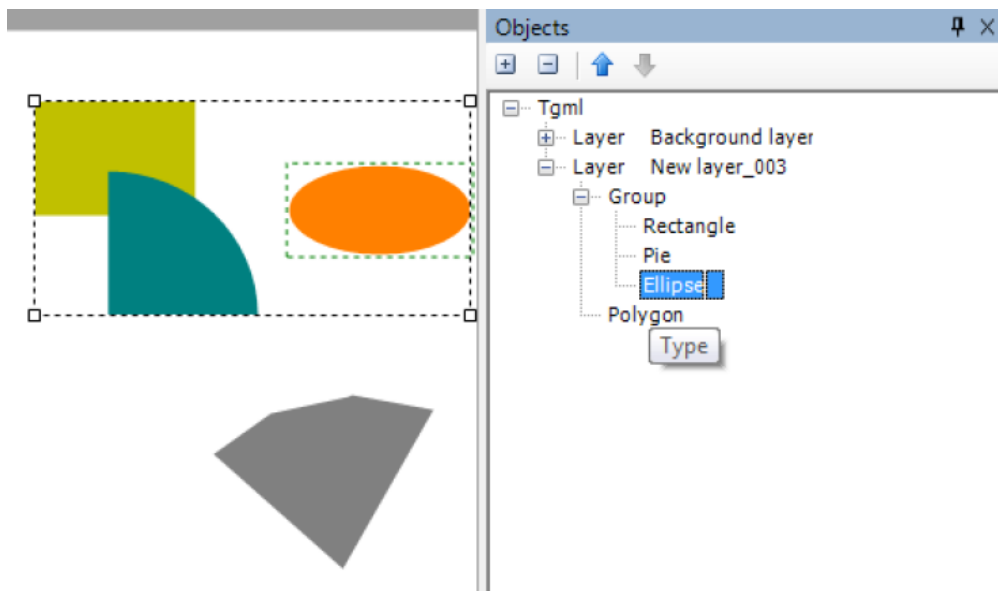 Objects
Tgml
Layer Background layer
Layer New layer_003
Group
Rectangle
Pie
Ellipse
Polygon
Type